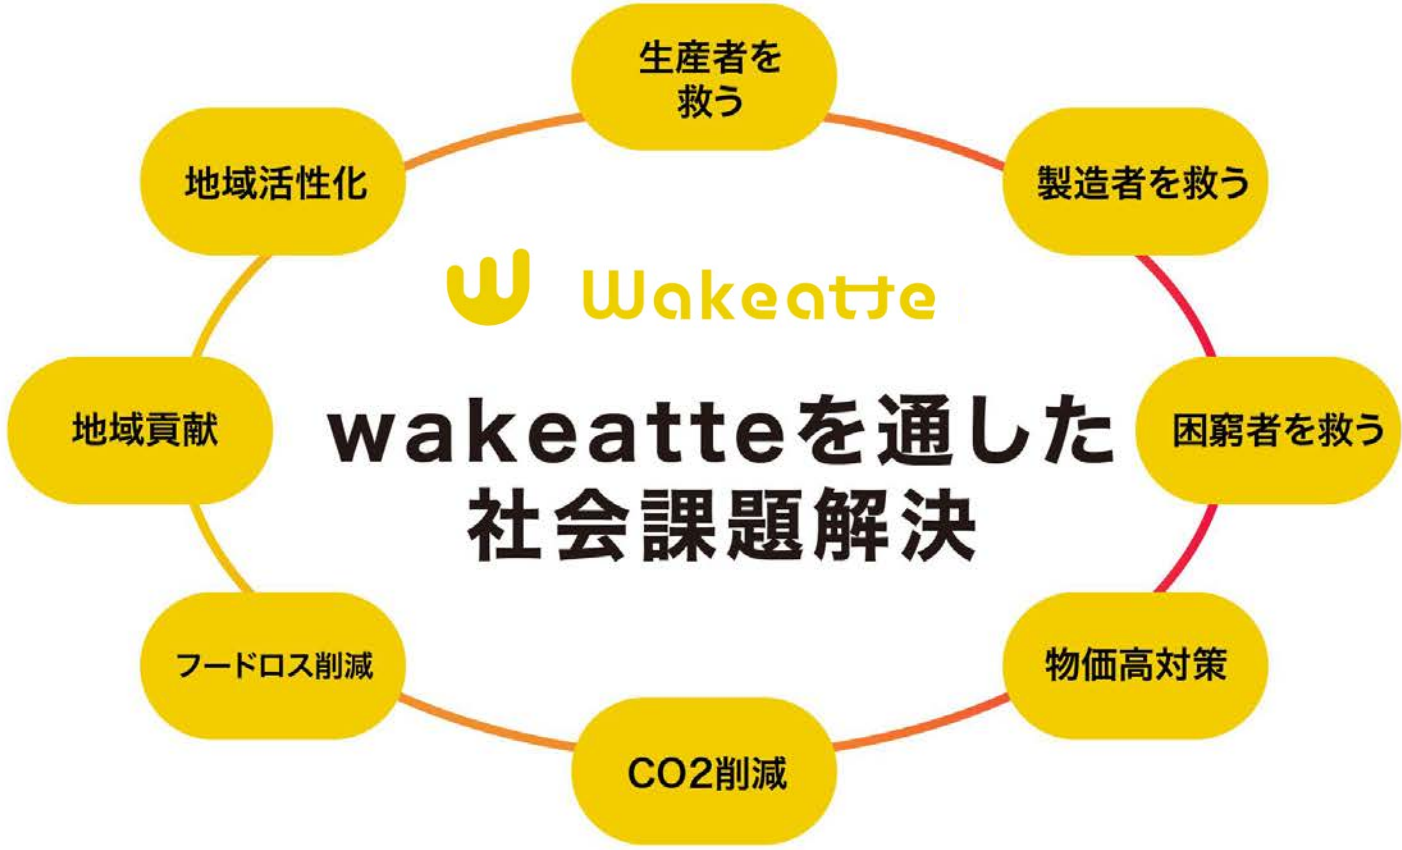 生産者を
救う
地域活性化
製造者を救う
Wakeatte
地域貢献
wakeatteを通した
社会課題解決
困窮者を救う
フードロス削減
物価高対策
CO2削減